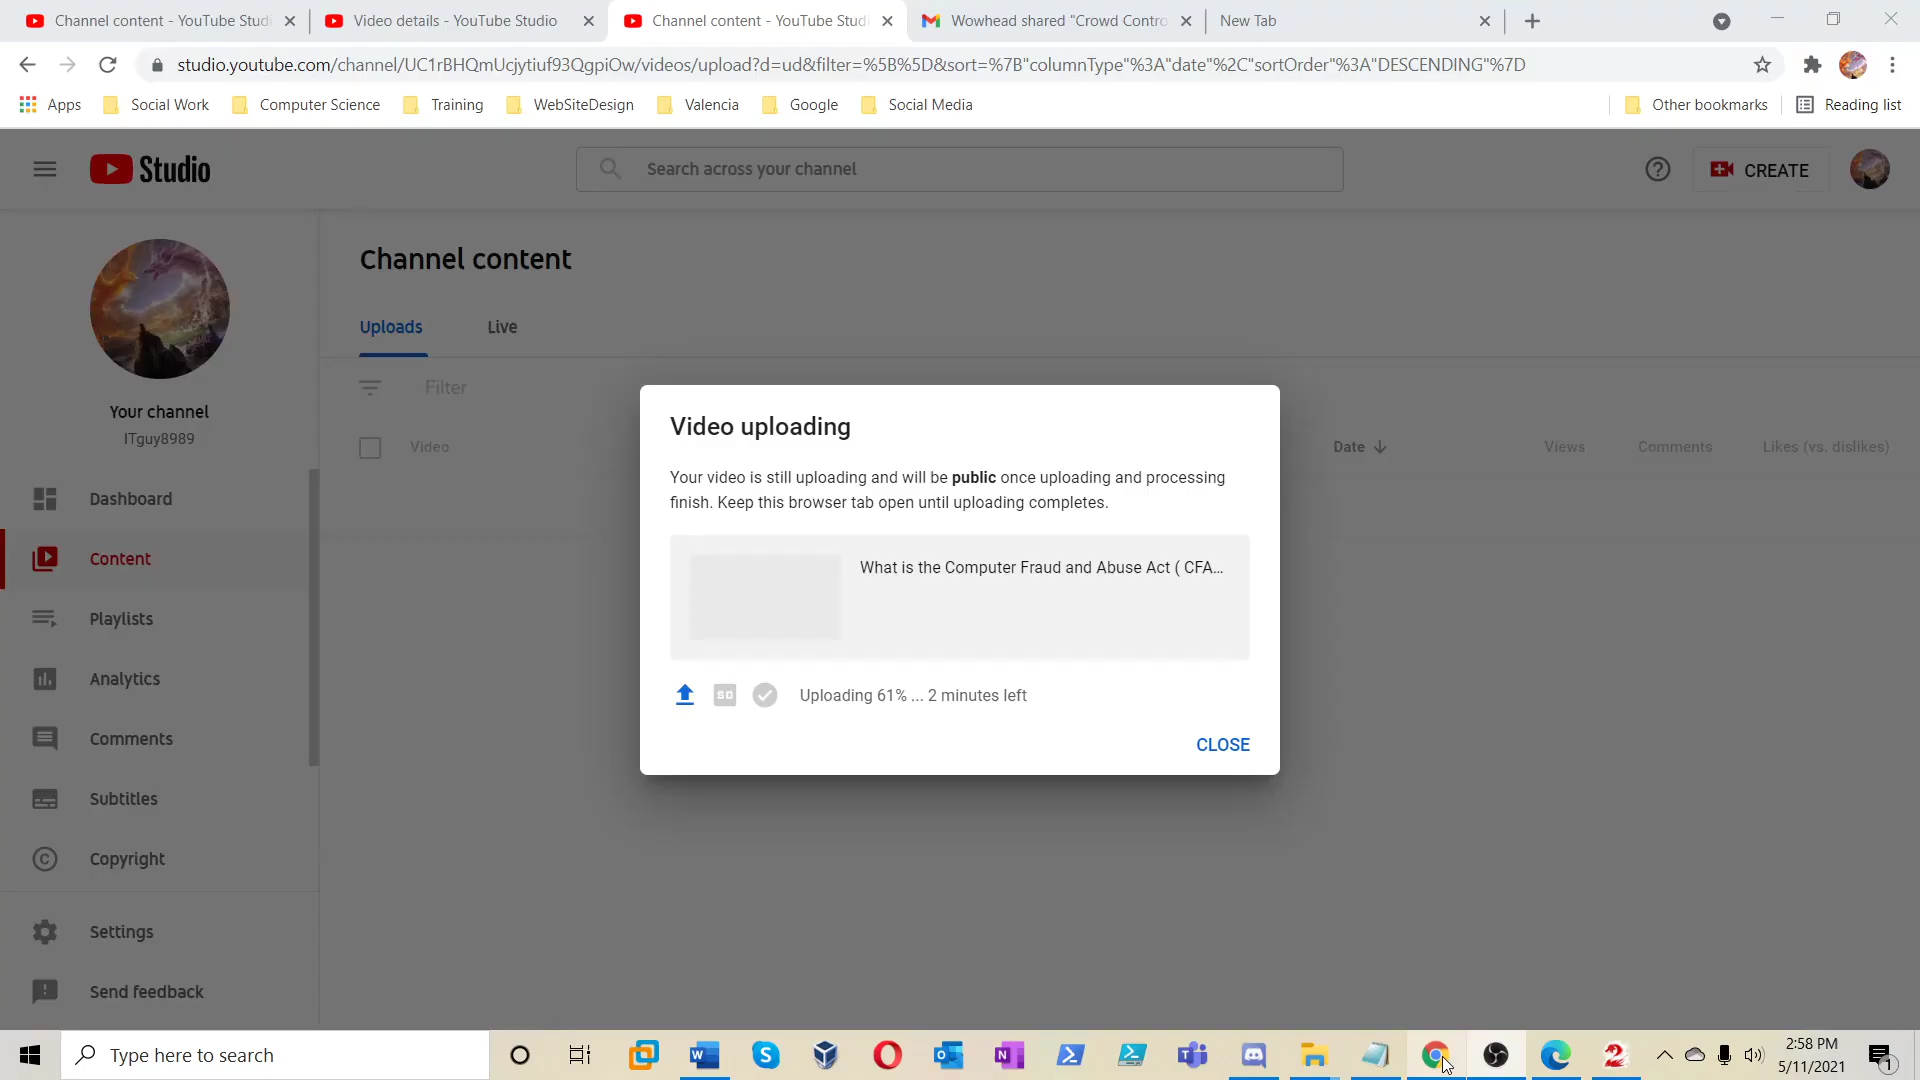 Channel content - YouTube Studi
Video details - YouTube Studio
Channel content - YouTube Studi
Wowhead shared "Crowd Contro
New Tab
studio.youtube.com/channel/UC1rBHQmUcjytiuf93QgpiOw/videos/upload?d=ud&filter=%5B%5D&sort=%7B"columnType"%3A"date"%2C"sortOrder"%3A"DESCENDING"%7D
Apps
Social Work
Computer Science
Training
WebSiteDesign
Valencia
Google
Social Media
Other bookmarks
Reading list
Studio
Search across your channel
CREATE
Your channel
ITguy8989
Dashboard
Content
Playlists
Analytics
Comments
Subtitles
Copyright
Settings
Send feedback
Channel content
Uploads
Live
Filter
Video
Date
Views
Comments
Likes (vs. dislikes)
Video uploading
Your video is still uploading and will be public once uploading and processing
finish. Keep this browser tab open until uploading completes.
What is the Computer Fraud and Abuse Act ( CFA...
SD
Uploading 61% ... 2 minutes left
CLOSE
Type here to search
2:58 PM
5/11/2021
1